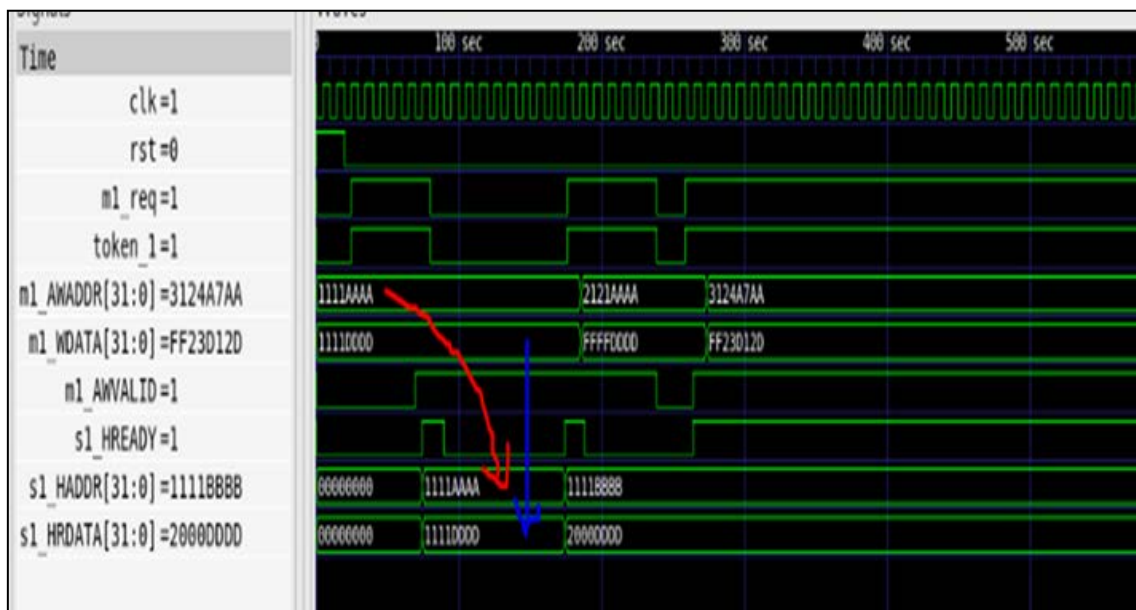 Signals
Waves
Time
100 sec 200 sec 300 sec 400 sec 500 sec
clk=1
rst=0
m1_req=1
token_1=1
m1_AWADDR[31:0]=3124A7AA 1111AAAA 2121AAAA 3124A7AA
m1_WDATA[31:0]=FF23D12D 1111DDDD FFFFDDDD FF23D12D
m1_AWVALID=1
s1_HREADY=1
s1_HADDR[31:0]=1111BBBB 00000000 1111AAAA 1111BBBB
s1_HRDATA[31:0]=2000DDDD 00000000 1111DDDD 2000DDDD